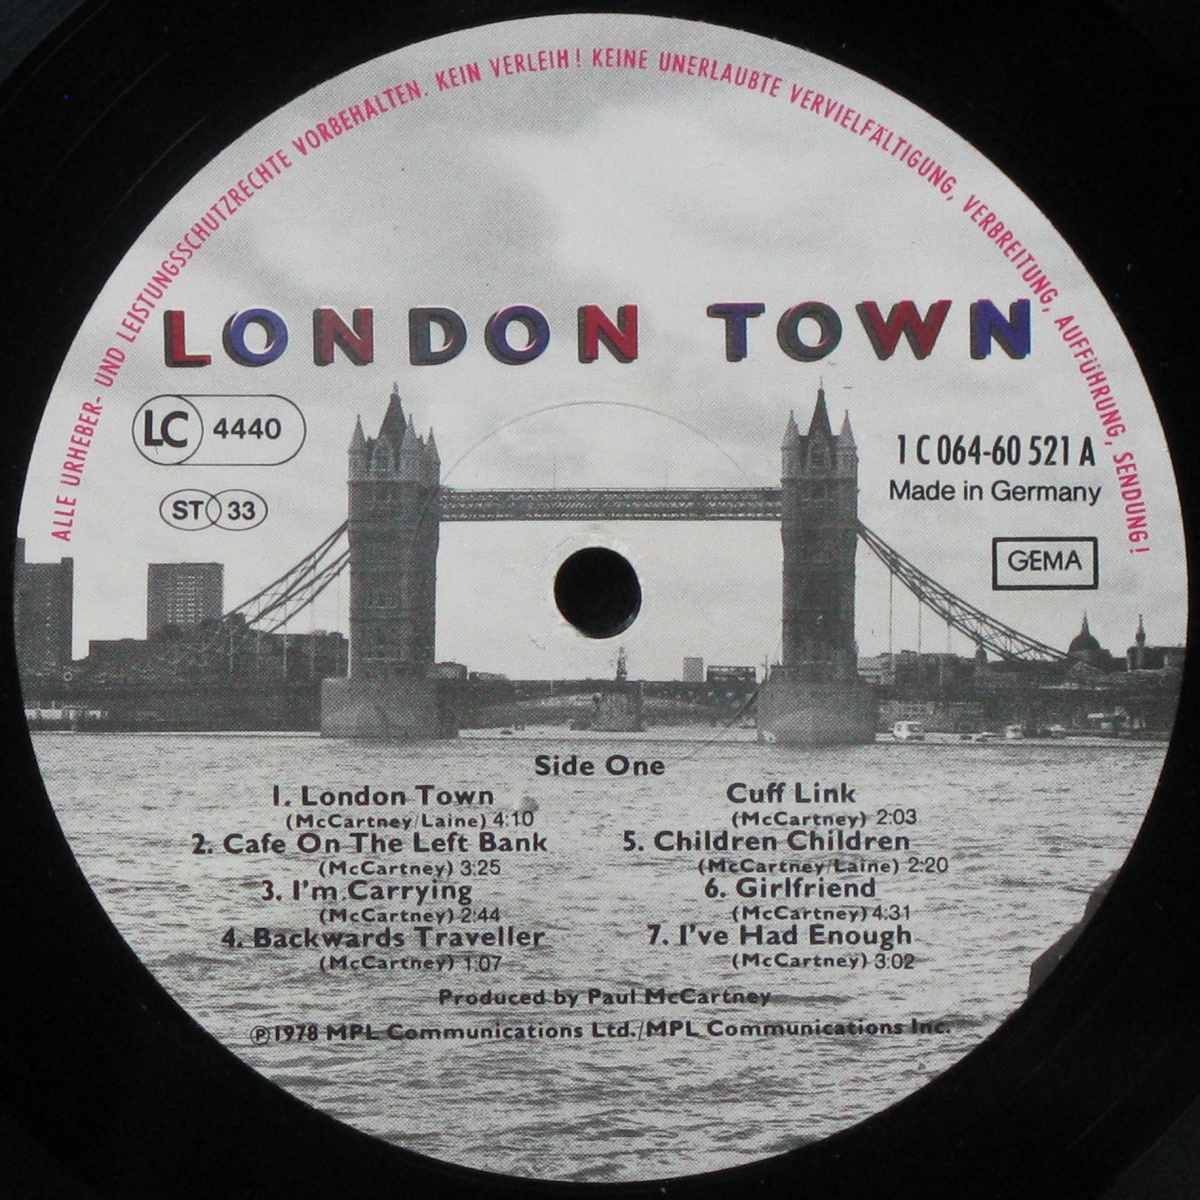 ALLE URHEBER- UND LEISTUNGSSCHUTZRECHTE VORBEHALTEN. KEIN VERLEIH! KEINE UNERLAUBTE VERVIELFÄLTIGUNG, VERBREITUNG, AUFFÜHRUNG, SENDUNG!
LONDON TOWN
LC 4440
ST 33
1 C 064-60 521 A
Made in Germany
GEMA
Side One
1. London Town
(McCartney/Laine) 4:10
2. Cafe On The Left Bank
(McCartney) 3:25
3. I'm Carrying
(McCartney) 2:44
4. Backwards Traveller
(McCartney) 1:07
Cuff Link
(McCartney) 2:03
5. Children Children
(McCartney/Laine) 2:20
6. Girlfriend
(McCartney) 4:31
7. I've Had Enough
(McCartney) 3:02
Produced by Paul McCartney
℗1978 MPL Communications Ltd./MPL Communications Inc.